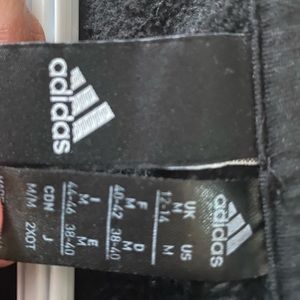 adidas
adidas
UK US
M M
12-14
F D
M M
40-42 38-40
I E
M M
44-46 38-40
CDN J
M/M 2XOT